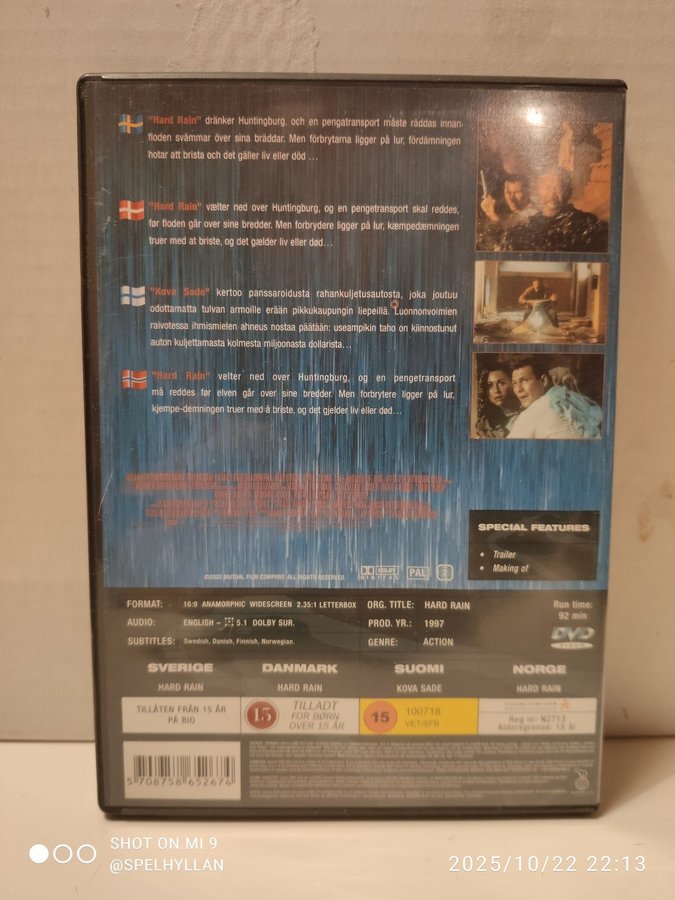 "Hard Rain" dränker Huntingburg, och en pengatransport måste räddas innan
floden svämmar över sina bräddar. Men förbrytarna ligger på lur, fördämningen
hotar att brista och det gäller liv eller död ...
"Hard Rain" vælter ned over Huntingburg, og en pengetransport skal reddes,
før floden går over sine bredder. Men forbrydere ligger på lur, kæmpedæmningen
truer med at briste, og det gælder liv eller død...
"Kova Sade" kertoo panssaroidusta rahankuljetusautosta, joka joutuu
odottamatta tulvan armoille erään pikkukaupungin liepeillä. Luonnonvoimien
raivotessa ihmismielen ahneus nostaa päätään: useampikin taho on kiinnostunut
auton kuljettamasta kolmesta miljoonasta dollarista...
"Hard Rain" velter ned over Huntingburg, og en pengetransport
må reddes før elven går over sine bredder. Men forbrytere ligger på lur,
kjempe-demningen truer med å briste, og det gjelder liv eller død...
SPECIAL FEATURES
• Trailer
• Making of
©2003 MUTUAL FILM COMPANY. ALL RIGHTS RESERVED.
DOLBY
DIGITAL
PAL
2
FORMAT: 16:9 ANAMORPHIC WIDESCREEN 2.35:1 LETTERBOX
AUDIO: ENGLISH – 5.1 DOLBY SUR.
SUBTITLES: Swedish, Danish, Finnish, Norwegian.
ORG. TITLE: HARD RAIN
PROD. YR.: 1997
GENRE: ACTION
Run time:
92 min
DVD
VIDEO
SVERIGE DANMARK SUOMI NORGE
HARD RAIN HARD RAIN KOVA SADE HARD RAIN
TILLÅTEN FRÅN 15 ÅR
PÅ BIO
15
TILLADT
FOR BØRN
OVER 15 ÅR
15
100718
VET/SFB
Reg nr: N2713
Aldersgrense: 15 år
5 708758 652674
SHOT ON MI 9
@SPELHYLLAN
2025/10/22 22:13